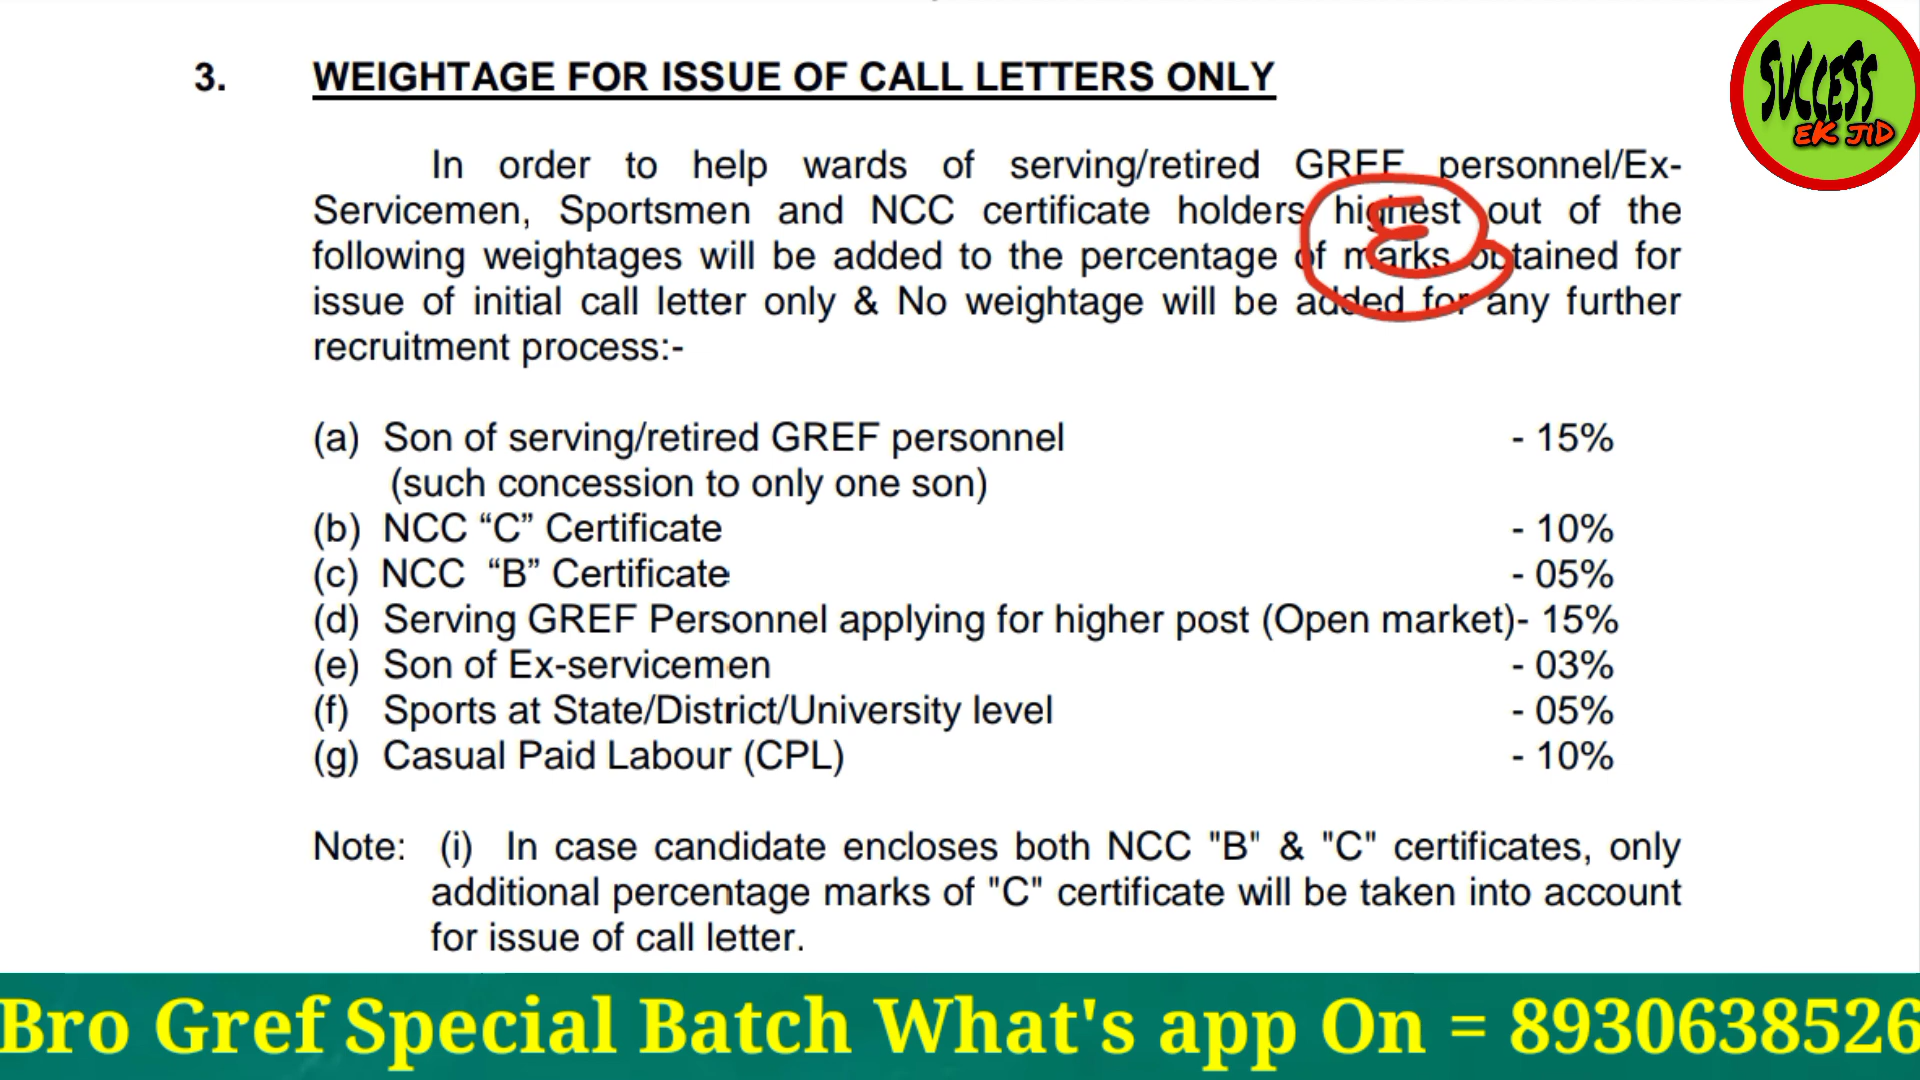 SUCCESS
EK JID
3. WEIGHTAGE FOR ISSUE OF CALL LETTERS ONLY
In order to help wards of serving/retired GREF personnel/Ex-
Servicemen, Sportsmen and NCC certificate holders highest out of the
following weightages will be added to the percentage of marks obtained for
issue of initial call letter only & No weightage will be added for any further
recruitment process:-
(a) Son of serving/retired GREF personnel - 15%
(such concession to only one son)
(b) NCC “C” Certificate - 10%
(c) NCC “B” Certificate - 05%
(d) Serving GREF Personnel applying for higher post (Open market)- 15%
(e) Son of Ex-servicemen - 03%
(f) Sports at State/District/University level - 05%
(g) Casual Paid Labour (CPL) - 10%
Note: (i) In case candidate encloses both NCC "B" & "C" certificates, only
additional percentage marks of "C" certificate will be taken into account
for issue of call letter.
Bro Gref Special Batch What's app On = 8930638526